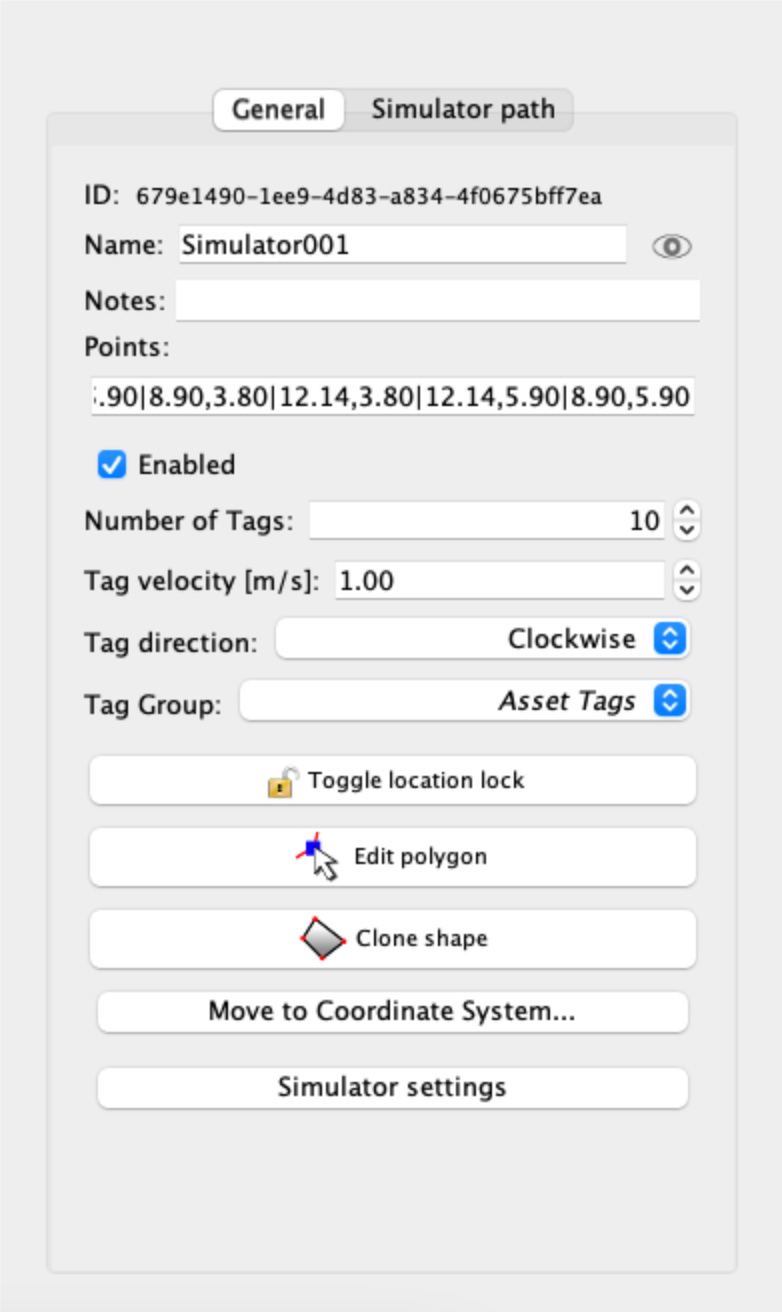 General Simulator path
ID: 679e1490-1ee9-4d83-a834-4f0675bff7ea
Name: Simulator001
Notes:
Points:
.90|8.90,3.80|12.14,3.80|12.14,5.90|8.90,5.90
Enabled
Number of Tags: 10
Tag velocity [m/s]: 1.00
Tag direction: Clockwise
Tag Group: Asset Tags
Toggle location lock
Edit polygon
Clone shape
Move to Coordinate System...
Simulator settings